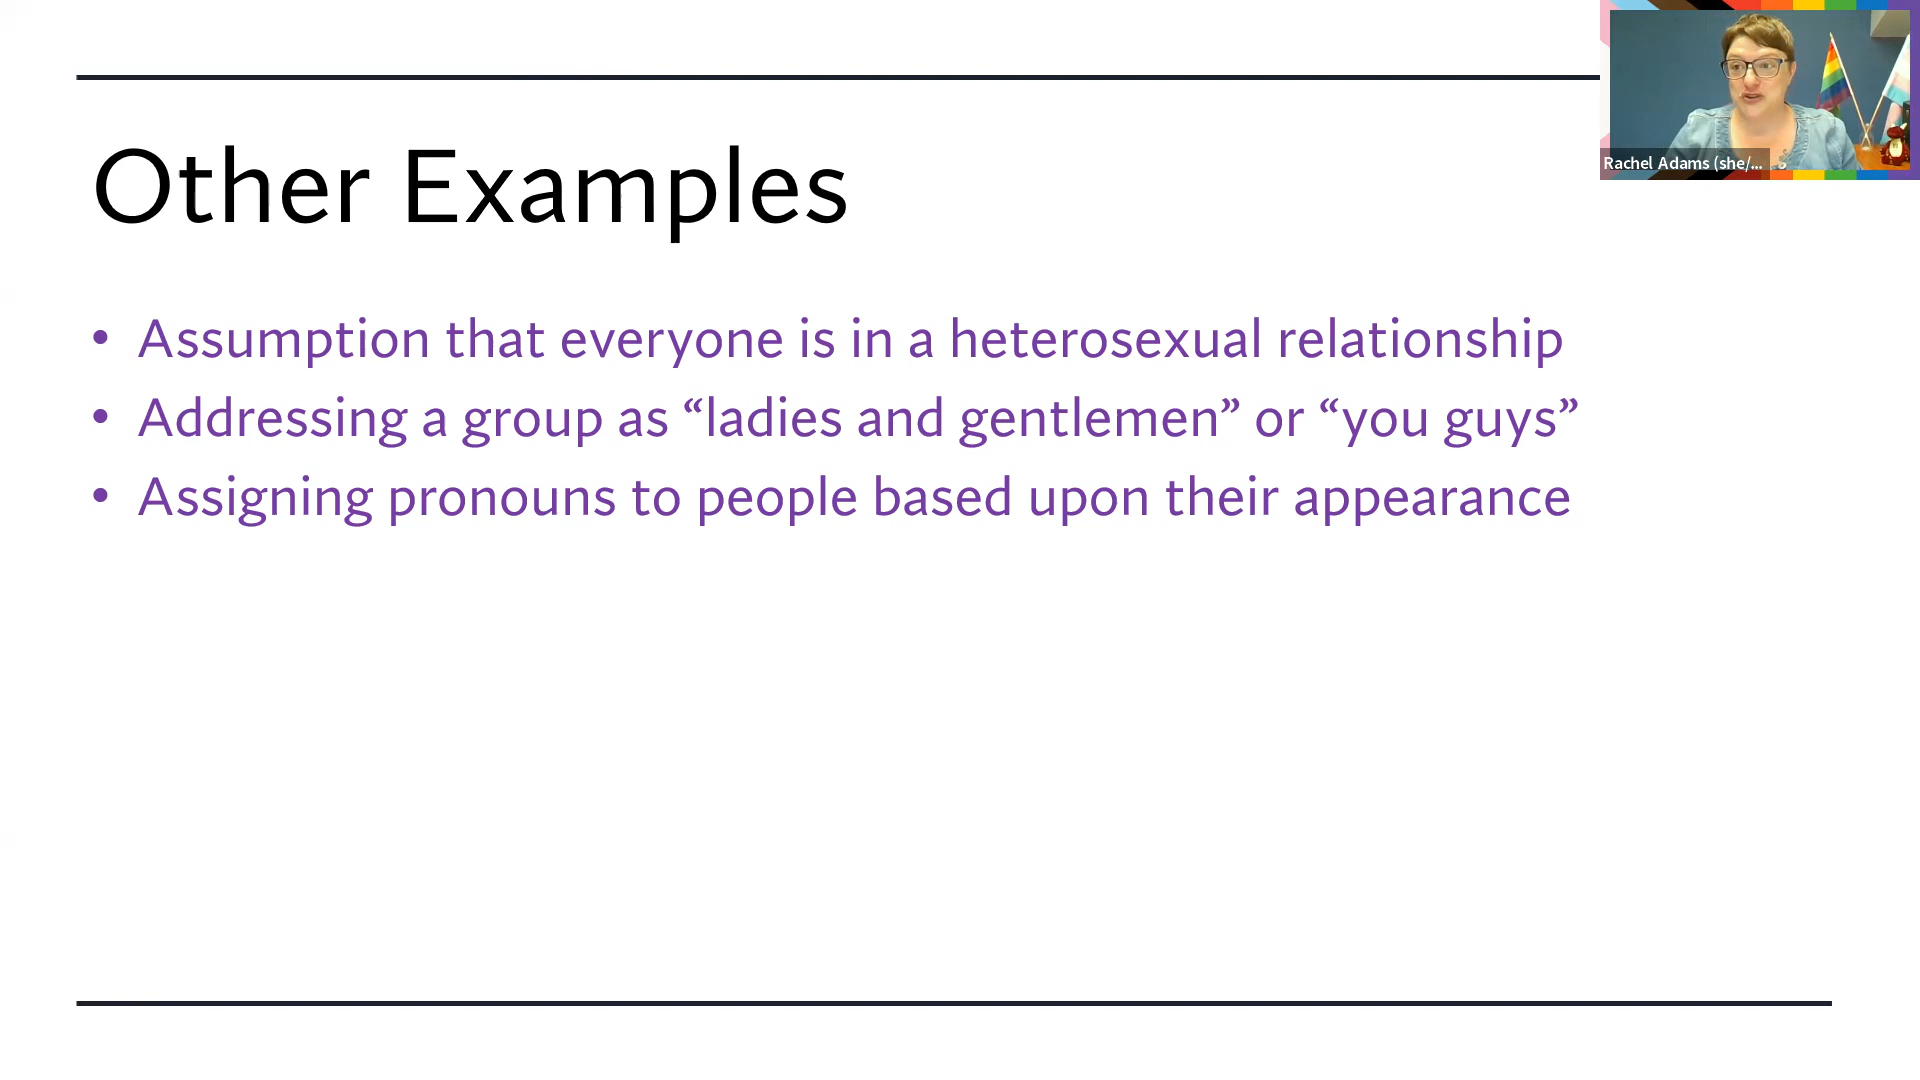 Other Examples
• Assumption that everyone is in a heterosexual relationship
• Addressing a group as “ladies and gentlemen” or “you guys”
• Assigning pronouns to people based upon their appearance
Rachel Adams (she/...